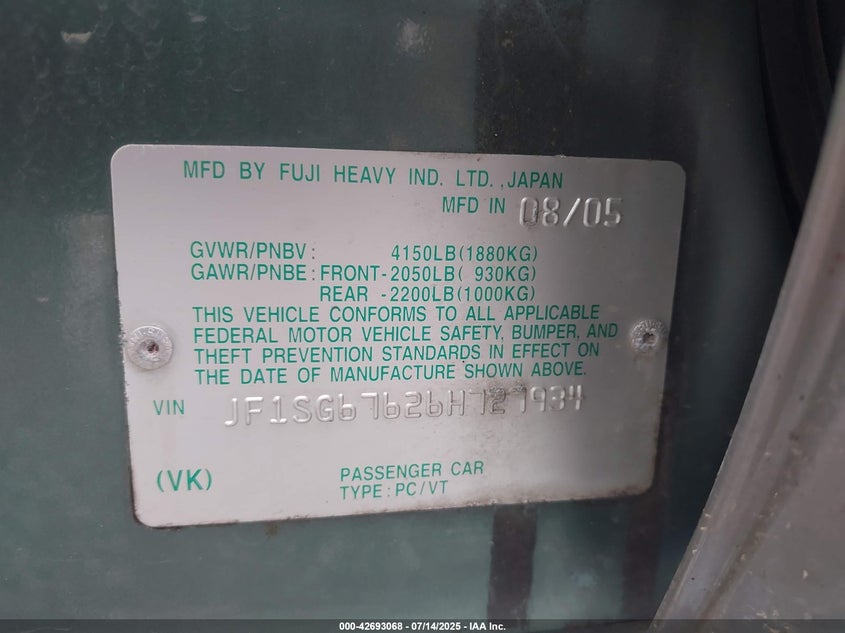 MFD BY FUJI HEAVY IND. LTD. ,JAPAN
MFD IN 08/05
GVWR/PNBV: 4150LB(1880KG)
GAWR/PNBE: FRONT-2050LB( 930KG)
REAR -2200LB(1000KG)
THIS VEHICLE CONFORMS TO ALL APPLICABLE
FEDERAL MOTOR VEHICLE SAFETY, BUMPER, AND
THEFT PREVENTION STANDARDS IN EFFECT ON
THE DATE OF MANUFACTURE SHOWN ABOVE.
VIN JF1SG67626H727934
(VK) PASSENGER CAR
TYPE: PC/VT
000-42693068 - 07/14/2025 - IAA Inc.